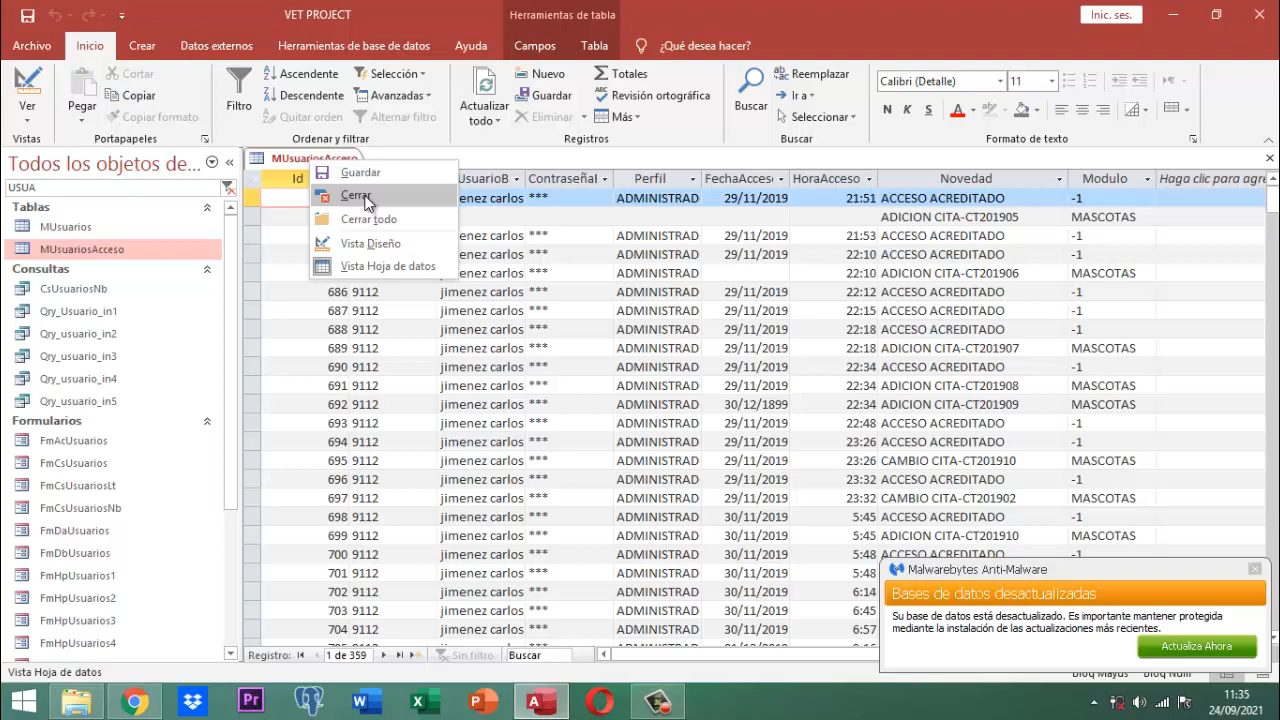 VET PROJECT
Herramientas de tabla
Inic. ses.
Archivo Inicio Crear Datos externos Herramientas de base de datos Ayuda Campos Tabla ¿Qué desea hacer?
Ver
Vistas
Pegar
Cortar
Copiar
Copiar formato
Portapapeles
Filtro
Ascendente
Descendente
Quitar orden
Selección
Avanzadas
Alternar filtro
Ordenar y filtrar
Actualizar
todo
Nuevo
Guardar
Eliminar
Totales
Revisión ortográfica
Más
Registros
Buscar
Reemplazar
Ir a
Seleccionar
Buscar
Calibri (Detalle) 11
N K S A
Formato de texto
Todos los objetos de...
USUA
Tablas
MUsuarios
MUsuariosAcceso
Consultas
CsUsuariosNb
Qry_Usuario_in1
Qry_usuario_in2
Qry_usuario_in3
Qry_usuario_in4
Qry_usuario_in5
Formularios
FmAcUsuarios
FmCsUsuarios
FmCsUsuariosLt
FmCsUsuariosNb
FmDaUsuarios
FmDbUsuarios
FmHpUsuarios1
FmHpUsuarios2
FmHpUsuarios3
FmHpUsuarios4
MUsuariosAcceso
Guardar
Cerrar
Cerrar todo
Vista Diseño
Vista Hoja de datos
Id UsuarioB Contraseñal Perfil FechaAcceso HoraAcceso Novedad Modulo Haga clic para agre
enez carlos *** ADMINISTRAD 29/11/2019 21:51 ACCESO ACREDITADO -1
ADICION CITA-CT201905 MASCOTAS
enez carlos *** ADMINISTRAD 29/11/2019 21:53 ACCESO ACREDITADO -1
enez carlos *** ADMINISTRAD 29/11/2019 22:10 ACCESO ACREDITADO -1
enez carlos *** ADMINISTRAD 22:10 ADICION CITA-CT201906 MASCOTAS
686 9112 jimenez carlos *** ADMINISTRAD 29/11/2019 22:12 ACCESO ACREDITADO -1
687 9112 jimenez carlos *** ADMINISTRAD 29/11/2019 22:15 ACCESO ACREDITADO -1
688 9112 jimenez carlos *** ADMINISTRAD 29/11/2019 22:18 ACCESO ACREDITADO -1
689 9112 jimenez carlos *** ADMINISTRAD 29/11/2019 22:18 ADICION CITA-CT201907 MASCOTAS
690 9112 jimenez carlos *** ADMINISTRAD 29/11/2019 22:34 ACCESO ACREDITADO -1
691 9112 jimenez carlos *** ADMINISTRAD 29/11/2019 22:34 ADICION CITA-CT201908 MASCOTAS
692 9112 jimenez carlos *** ADMINISTRAD 30/12/1899 22:34 ADICION CITA-CT201909 MASCOTAS
693 9112 jimenez carlos *** ADMINISTRAD 29/11/2019 22:48 ACCESO ACREDITADO -1
694 9112 jimenez carlos *** ADMINISTRAD 29/11/2019 23:26 ACCESO ACREDITADO -1
695 9112 jimenez carlos *** ADMINISTRAD 29/11/2019 23:26 CAMBIO CITA-CT201910 MASCOTAS
696 9112 jimenez carlos *** ADMINISTRAD 29/11/2019 23:32 ACCESO ACREDITADO -1
697 9112 jimenez carlos *** ADMINISTRAD 29/11/2019 23:32 CAMBIO CITA-CT201902 MASCOTAS
698 9112 jimenez carlos *** ADMINISTRAD 30/11/2019 5:45 ACCESO ACREDITADO -1
699 9112 jimenez carlos *** ADMINISTRAD 30/11/2019 5:45 ADICION CITA-CT201910 MASCOTAS
700 9112 jimenez carlos *** ADMINISTRAD 30/11/2019 5:48 ACCESO ACREDITADO -1
701 9112 jimenez carlos *** ADMINISTRAD 30/11/2019 5:48
702 9112 jimenez carlos *** ADMINISTRAD 30/11/2019 6:14
703 9112 jimenez carlos *** ADMINISTRAD 30/11/2019 6:45
704 9112 jimenez carlos *** ADMINISTRAD 30/11/2019 6:57
Malwarebytes Anti-Malware
Bases de datos desactualizadas
Su base de datos está desactualizado. Es importante mantener protegida
mediante la instalación de las actualizaciones más recientes.
Actualiza Ahora
Registro: 1 de 359 Sin filtro Buscar
Vista Hoja de datos
Bloq Mayus Bloq Num
Pr
11:35
24/09/2021